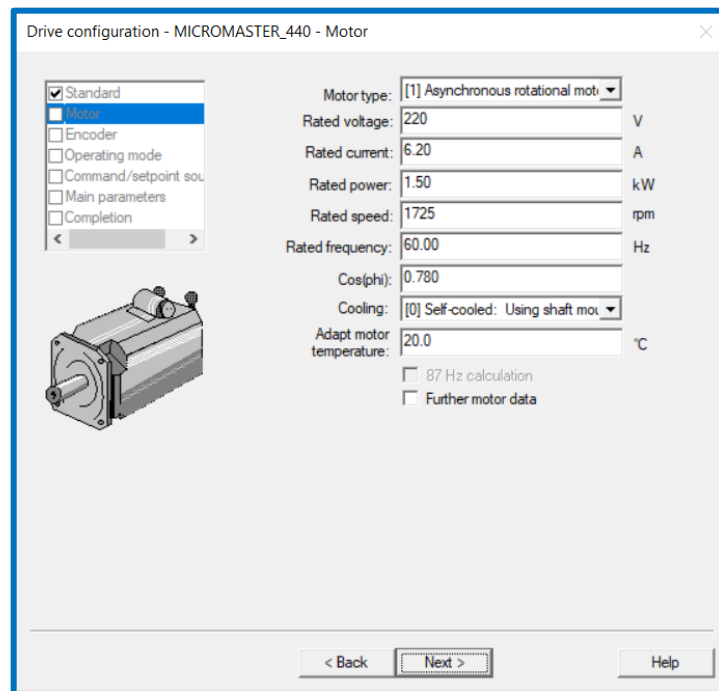 Drive configuration - MICROMASTER_440 - Motor
Standard
Motor
Encoder
Operating mode
Command/setpoint sou
Main parameters
Completion
Motor type: [1] Asynchronous rotational moto
Rated voltage: 220 V
Rated current: 6.20 A
Rated power: 1.50 kW
Rated speed: 1725 rpm
Rated frequency: 60.00 Hz
Cos(phi): 0.780
Cooling: [0] Self-cooled: Using shaft mou
Adapt motor
temperature: 20.0 °C
87 Hz calculation
Further motor data
< Back Next > Help